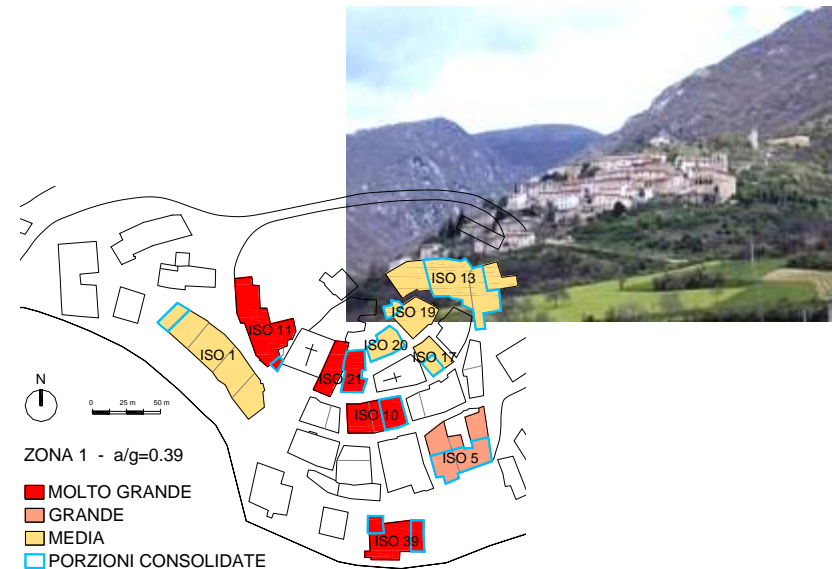 ISO 13
ISO 19
ISO 11
ISO 20
ISO 1
ISO 17
ISO 21
N
0 25 m 50 m
ISO 10
ZONA 1 - a/g=0.39
ISO 5
MOLTO GRANDE
GRANDE
MEDIA
ISO 39
PORZIONI CONSOLIDATE